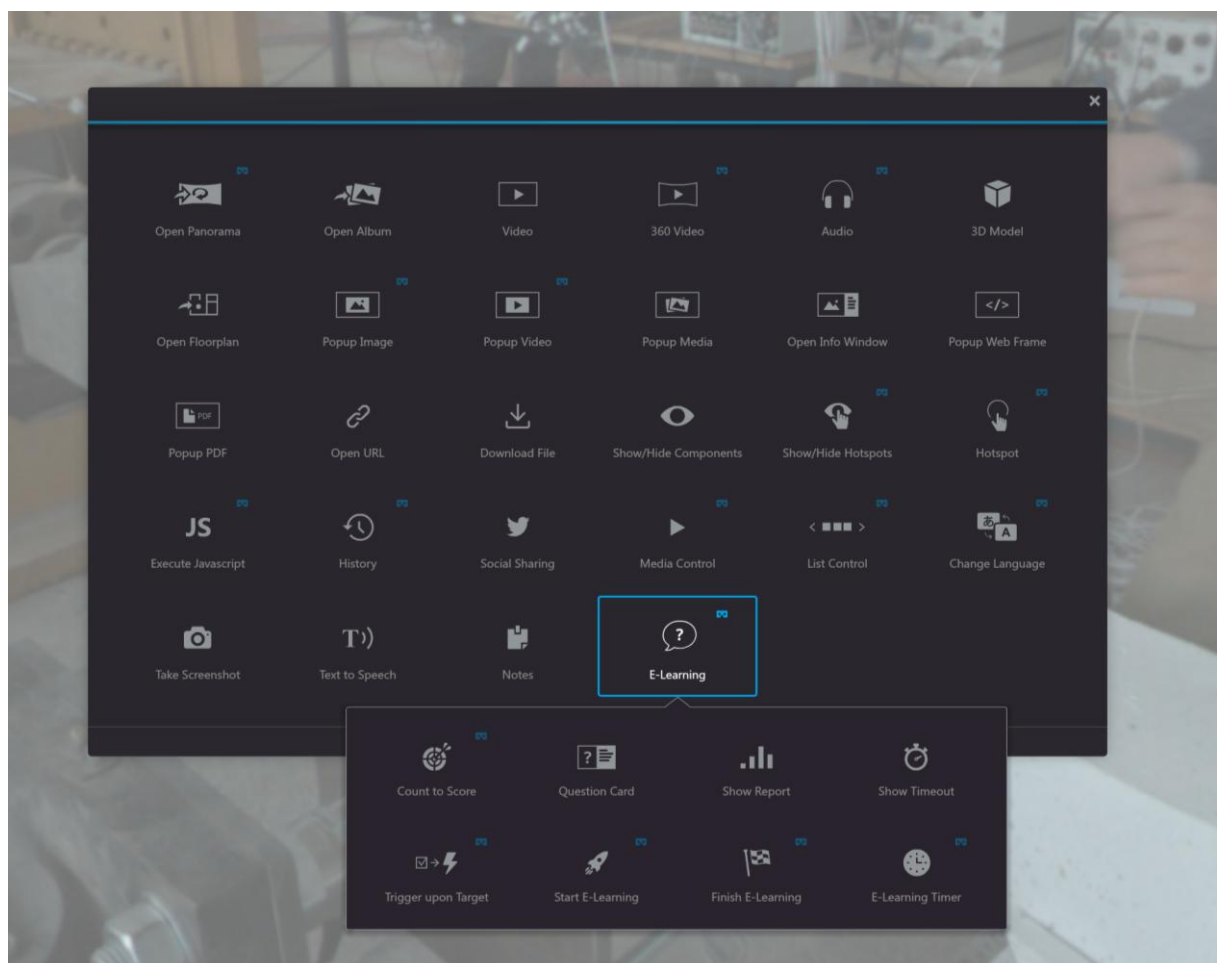 Open Panorama
Open Album
Video
360 Video
Audio
3D Model
Open Floorplan
Popup Image
Popup Video
Popup Media
Open Info Window
</>
Popup Web Frame
PDF
Popup PDF
Open URL
Download File
Show/Hide Components
Show/Hide Hotspots
Hotspot
JS
Execute Javascript
History
Social Sharing
Media Control
List Control
あ
A
Change Language
Take Screenshot
T
Text to Speech
Notes
?
E-Learning
Count to Score
?
Question Card
Show Report
Show Timeout
Trigger upon Target
Start E-Learning
Finish E-Learning
E-Learning Timer